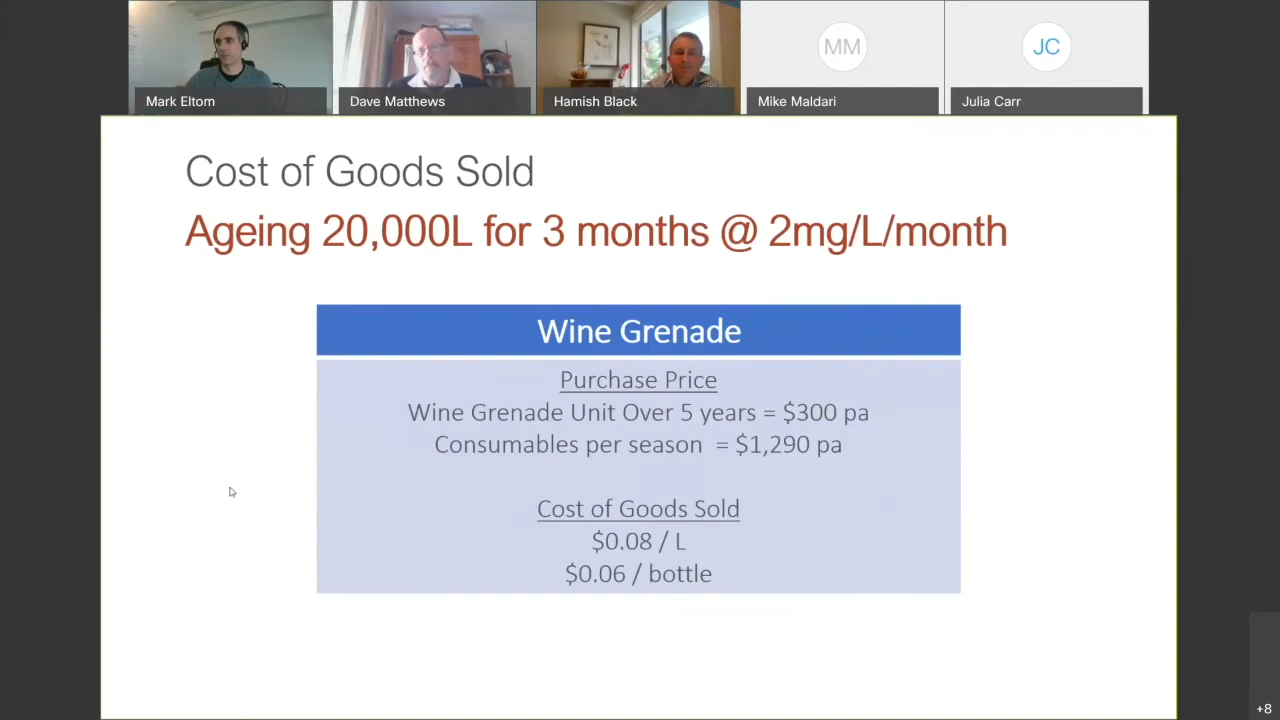 Mark Eltom
Dave Matthews
Hamish Black
MM
Mike Maldari
JC
Julia Carr
Cost of Goods Sold
Ageing 20,000L for 3 months @ 2mg/L/month
Wine Grenade
Purchase Price
Wine Grenade Unit Over 5 years = $300 pa
Consumables per season = $1,290 pa
Cost of Goods Sold
$0.08 / L
$0.06 / bottle
+8